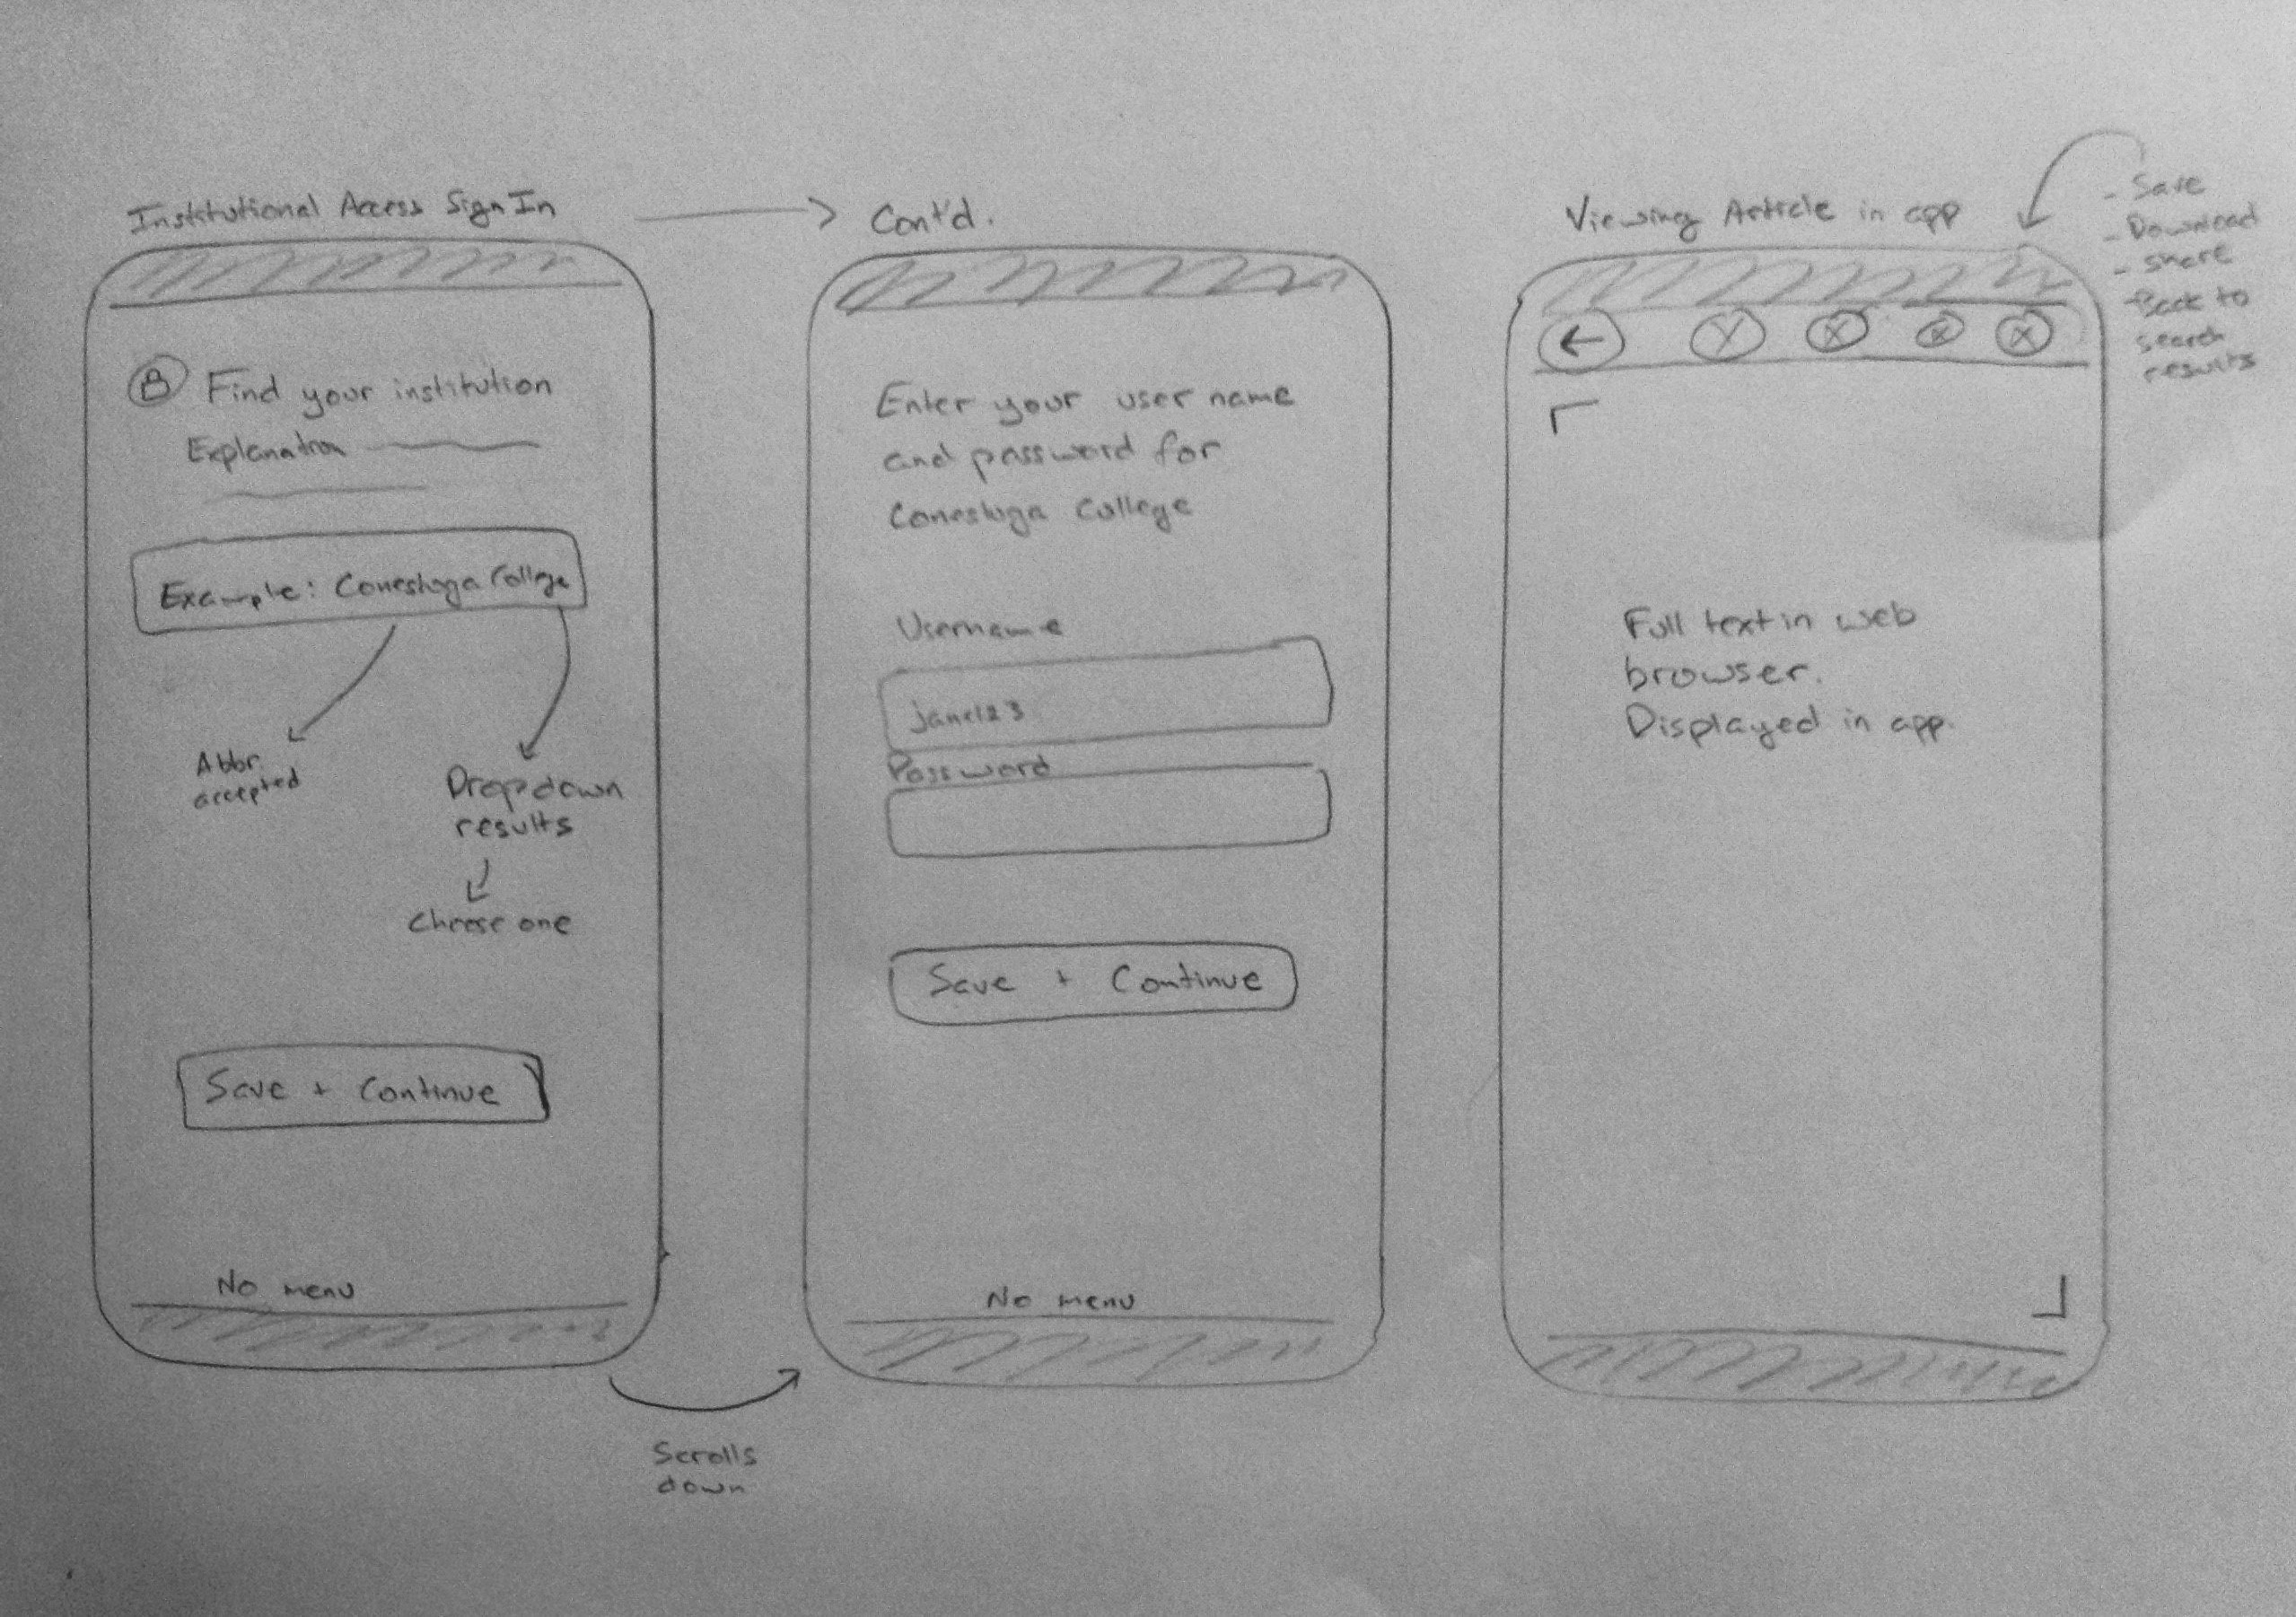 Institutional Access Sign In
Find your institution
Explanation
Example: Conestoga College
Abbr.
accepted
Dropdown
results
Choose one
Save + Continue
No menu
Scrolls
down
Cont'd.
Enter your user name
and password for
Conestoga College
Username
jane123
Password
Save + Continue
No menu
Viewing Article in app
- Save
- Download
- share
- Back to
search
results
Full text in web
browser.
Displayed in app.